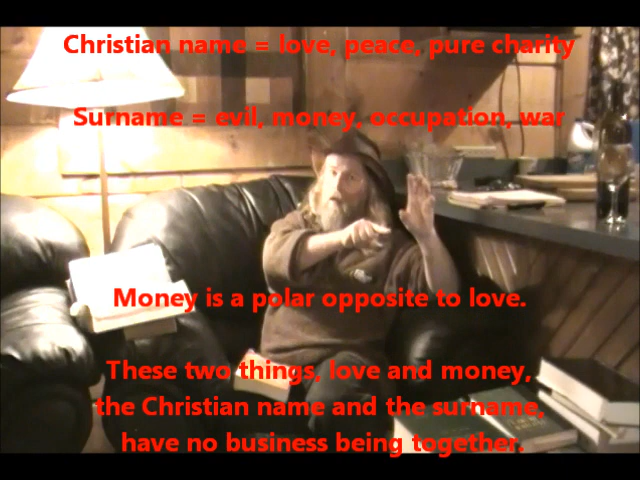 Christian name = love, peace, pure charity
Surname = evil, money, occupation, war
Money is a polar opposite to love.
These two things, love and money,
the Christian name and the surname,
have no business being together.